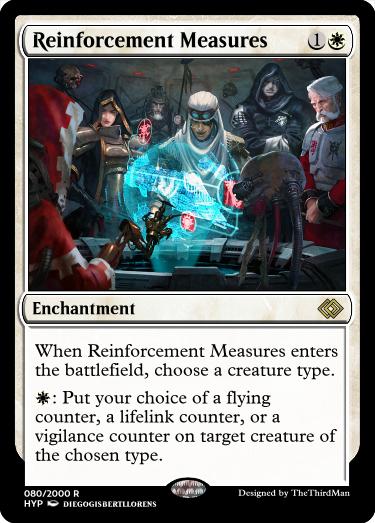 Reinforcement Measures 1
Enchantment
When Reinforcement Measures enters
the battlefield, choose a creature type.
: Put your choice of a flying
counter, a lifelink counter, or a
vigilance counter on target creature of
the chosen type.
080/2000 R
HYP DIEGOGISBERTLLORENS
Designed by TheThirdMan